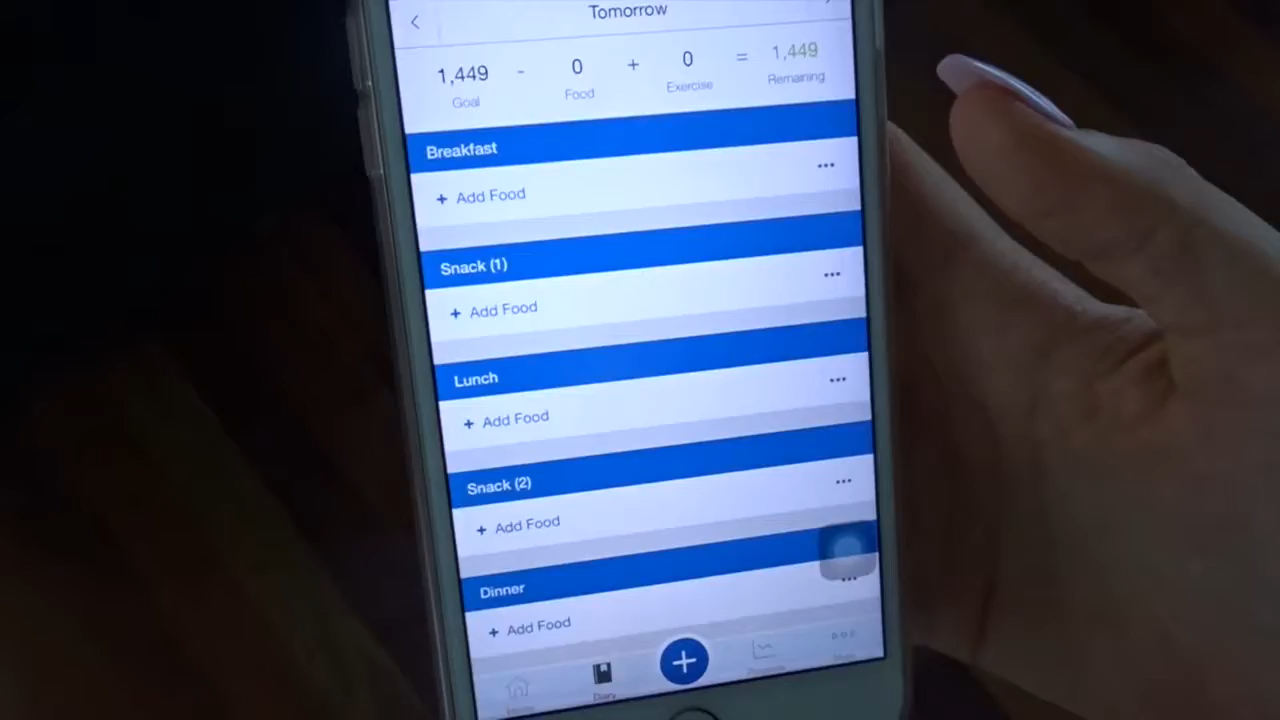 Tomorrow
1,449 - 0 + 0 = 1,449
Goal Food Exercise Remaining
Breakfast
+ Add Food
Snack (1)
+ Add Food
Lunch
+ Add Food
Snack (2)
+ Add Food
Dinner
+ Add Food
Diary